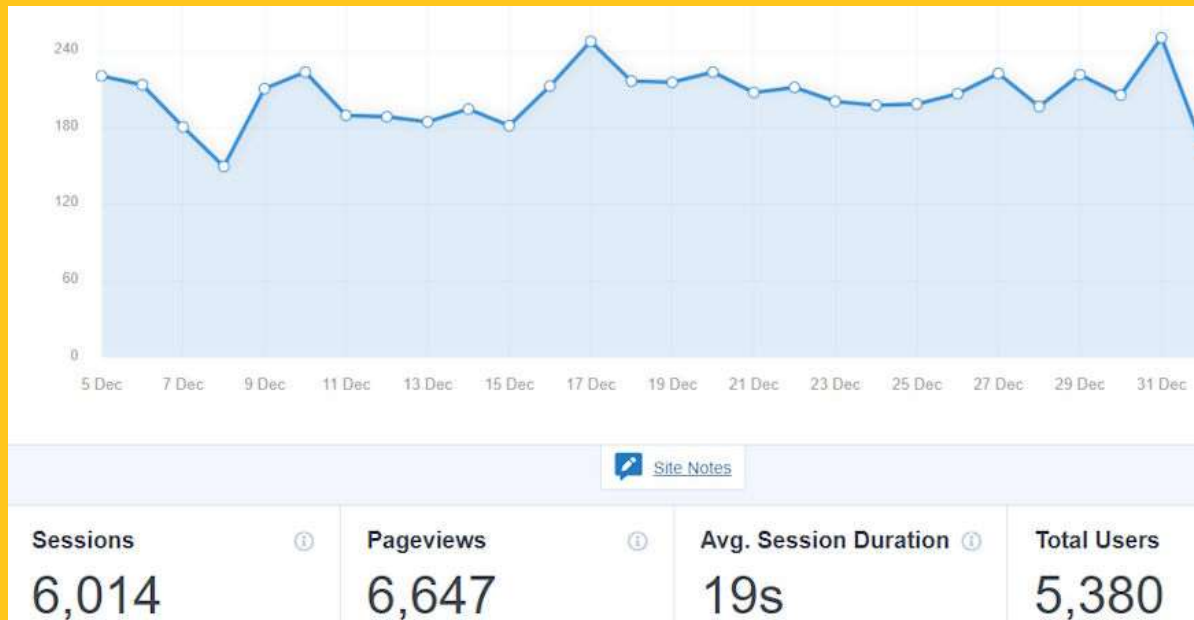 240
180
120
60
0
5 Dec 7 Dec 9 Dec 11 Dec 13 Dec 15 Dec 17 Dec 19 Dec 21 Dec 23 Dec 25 Dec 27 Dec 29 Dec 31 Dec
Site Notes
Sessions Pageviews Avg. Session Duration Total Users
6,014 6,647 19s 5,380